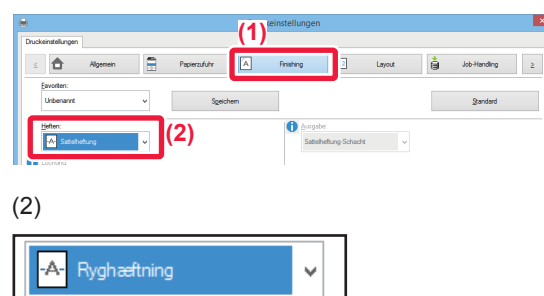 Druckeinstellungen
(1)
Druckeinstellungen
Allgemein Papierzufuhr A Finishing Layout Job-Handling
Favoriten:
Unbenannt Speichern Standard
Heften: Ausgabe:
-A- Sattelheftung (2) Sattelheftung-Schacht
(2)
-A- Ryghæftning